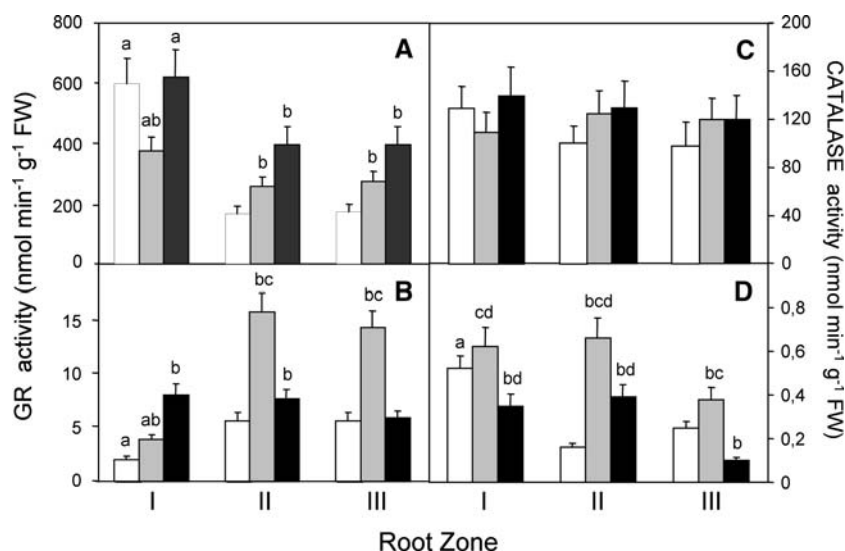 GR activity (nmol min⁻¹ g⁻¹ FW)
800
600
400
200
0
A
a
ab
a
b
b
b
b
C
200
160
120
80
40
0
CATALASE activity (nmol min⁻¹ g⁻¹ FW)
15
10
5
0
B
a
ab
b
bc
b
bc
D
a
cd
bd
bcd
bd
bc
b
0,8
0,6
0,4
0,2
0
I II III I II III
Root Zone